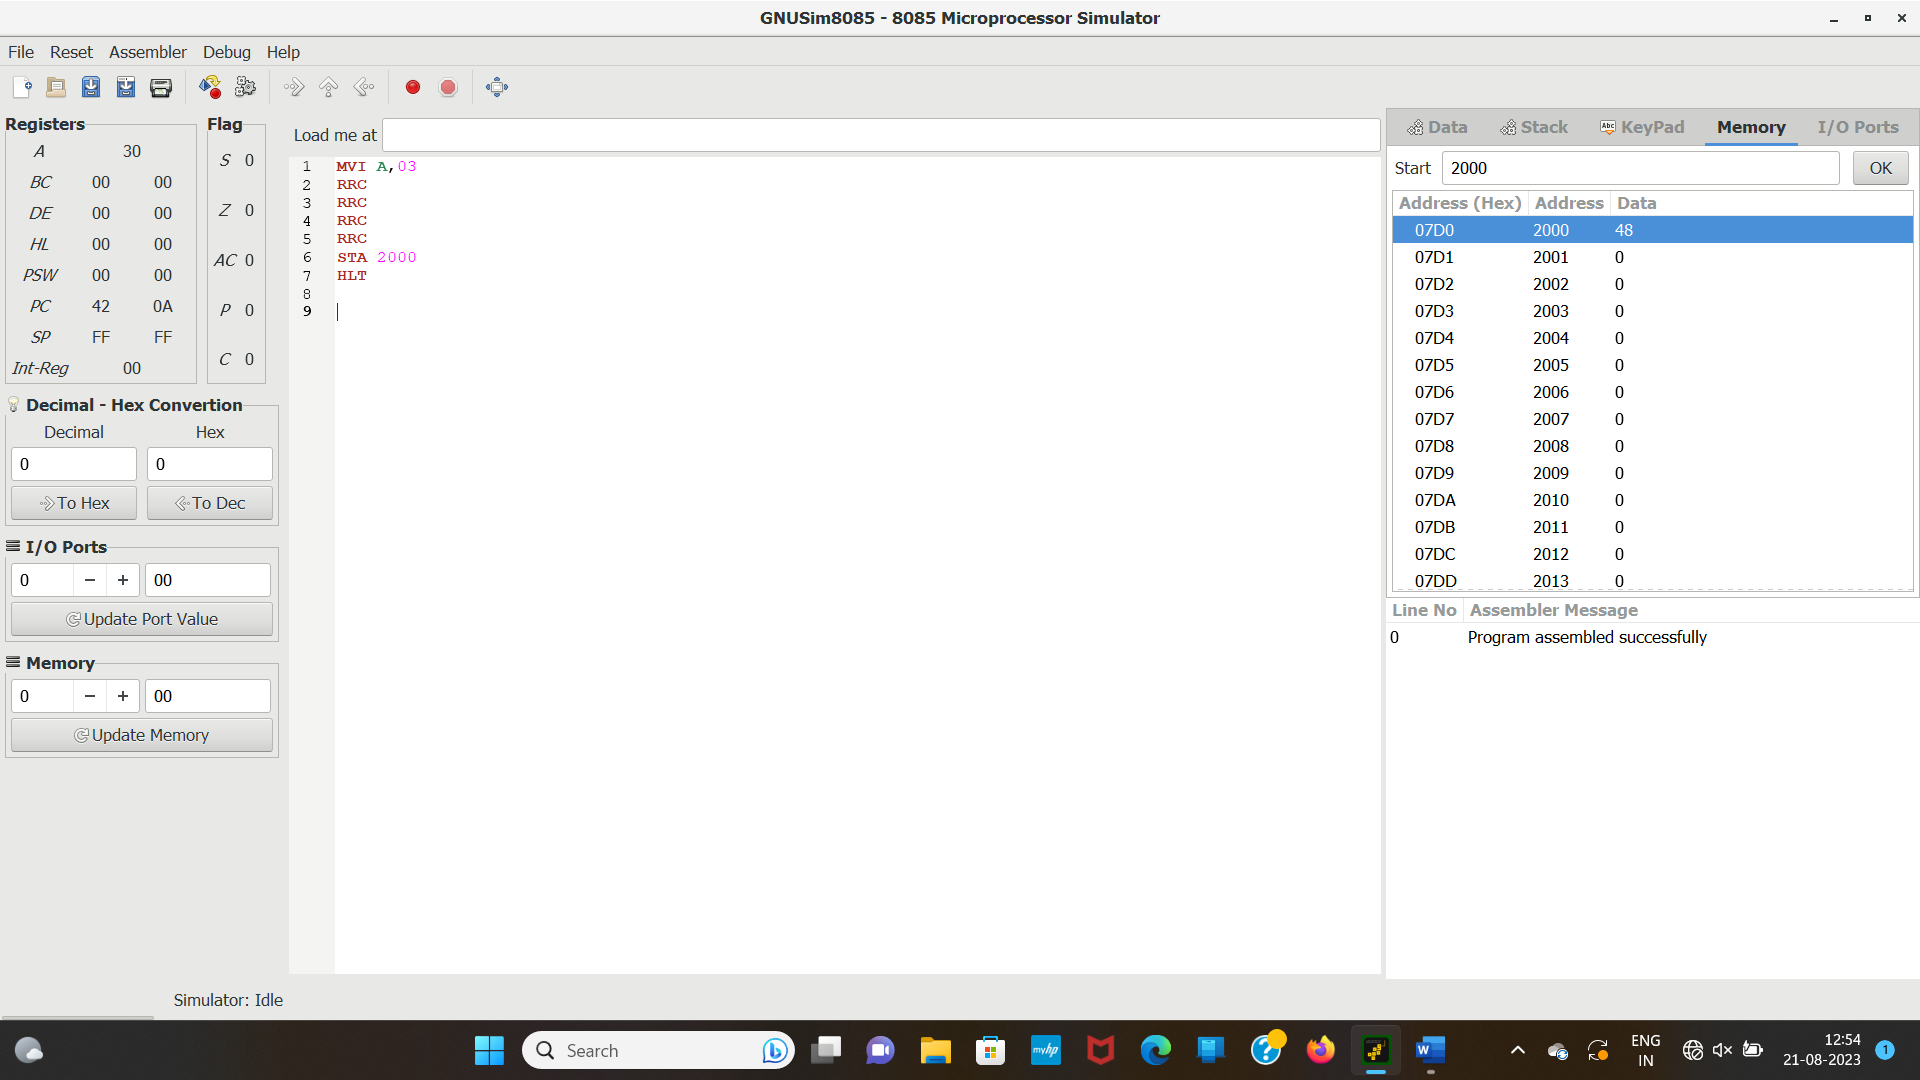 GNUSim8085 - 8085 Microprocessor Simulator
File Reset Assembler Debug Help
Registers
A 30
BC 00 00
DE 00 00
HL 00 00
PSW 00 00
PC 42 0A
SP FF FF
Int-Reg 00
Flag
S 0
Z 0
AC 0
P 0
C 0
Decimal - Hex Convertion
Decimal Hex
0 0
To Hex To Dec
I/O Ports
0 − + 00
Update Port Value
Memory
0 − + 00
Update Memory
Load me at
1 MVI A,03
2 RRC
3 RRC
4 RRC
5 RRC
6 STA 2000
7 HLT
8
9
Data Stack Abc KeyPad Memory I/O Ports
Start 2000 OK
Address (Hex) Address Data
07D0 2000 48
07D1 2001 0
07D2 2002 0
07D3 2003 0
07D4 2004 0
07D5 2005 0
07D6 2006 0
07D7 2007 0
07D8 2008 0
07D9 2009 0
07DA 2010 0
07DB 2011 0
07DC 2012 0
07DD 2013 0
Line No Assembler Message
0 Program assembled successfully
Simulator: Idle
Search
myhp
W
ENG
IN
12:54
21-08-2023
1